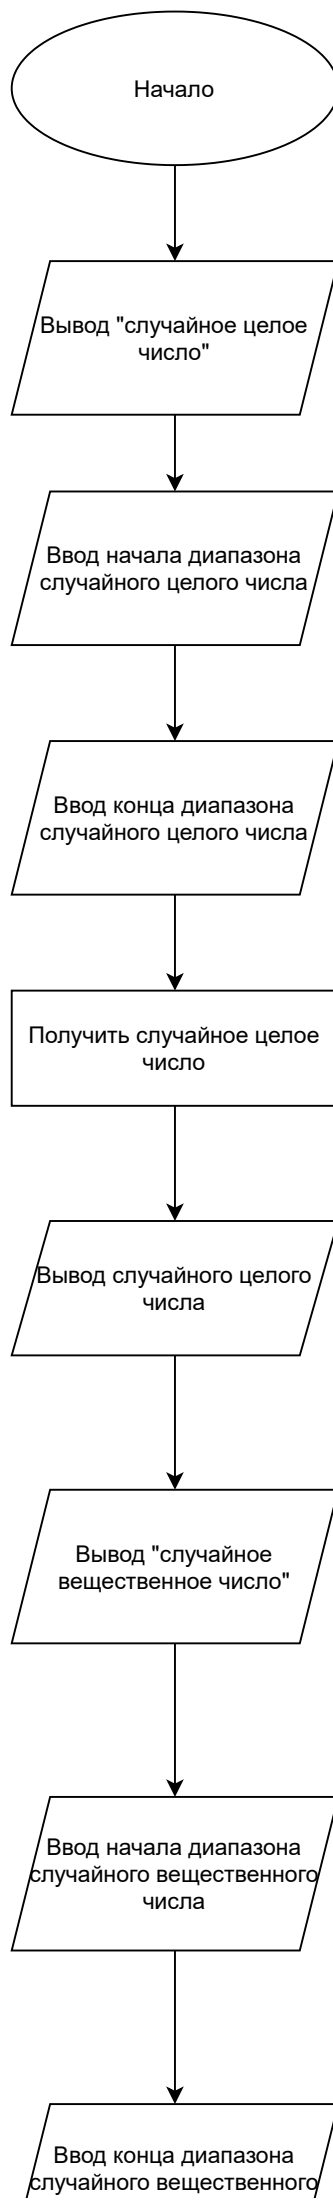 Начало
Вывод "случайное целое
число"
Ввод начала диапазона
случайного целого числа
Ввод конца диапазона
случайного целого числа
Получить случайное целое
число
Вывод случайного целого
числа
Вывод "случайное
вещественное число"
Ввод начала диапазона
случайного вещественного
числа
Ввод конца диапазона
случайного вещественного